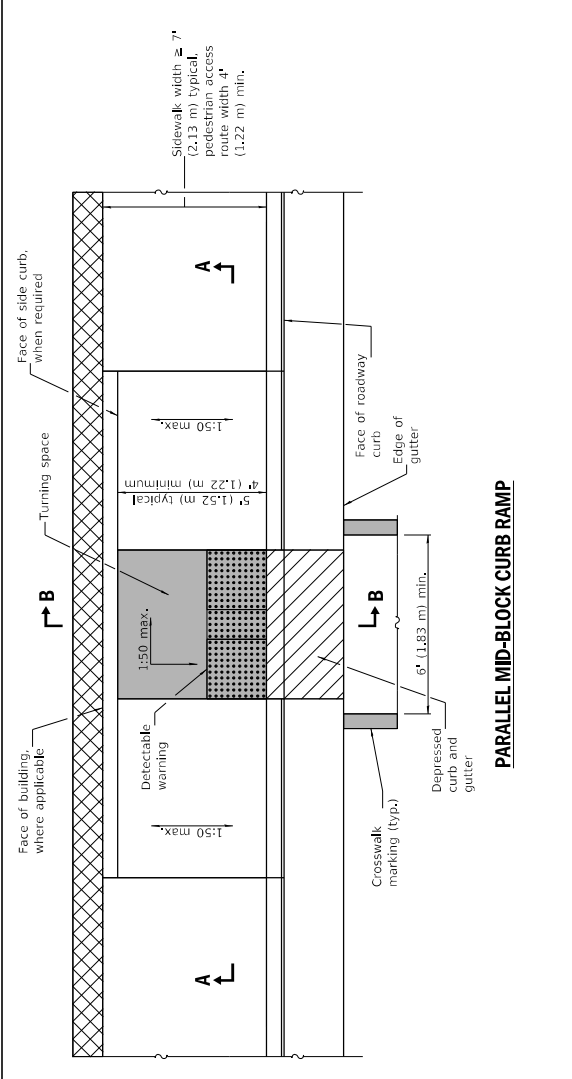 Sidewalk width ≥ 7'
(2.13 m) typical,
pedestrian access
route width 4'
(1.22 m) min.
Face of side curb,
when required
Turning space
B
Face of building,
where applicable
A
1:50 max.
5' (1.52 m) typical
4' (1.22 m) minimum
1:50 max.
Detectable
warning
1:50 max.
A
Face of roadway
curb
Edge of
gutter
B
6' (1.83 m) min.
Depressed
curb and
gutter
Crosswalk
marking (typ.)
PARALLEL MID-BLOCK CURB RAMP